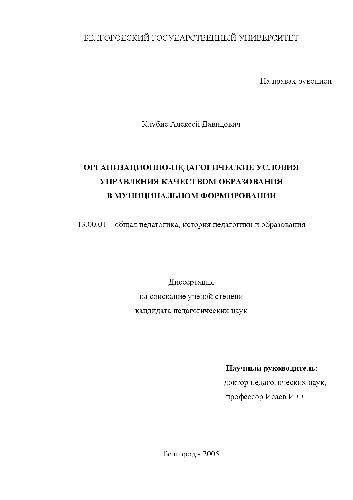 БЕЛГОРОДСКИЙ ГОСУДАРСТВЕННЫЙ УНИВЕРСИТЕТ
На правах рукописи
Алексей Давидович
ОРГАНИЗАЦИОННО-ПЕДАГОГИЧЕСКИЕ УСЛОВИЯ
УПРАВЛЕНИЯ КАЧЕСТВОМ ОБРАЗОВАНИЯ
В МУНИЦИПАЛЬНОМ ФОРМИРОВАНИИ
13.00.01 – общая педагогика, история педагогики и образования
Диссертация
на соискание ученой степени
кандидата педагогических наук
Научный руководитель:
доктор педагогических наук,
профессор Исаев И.Ф.
Белгород - 2005